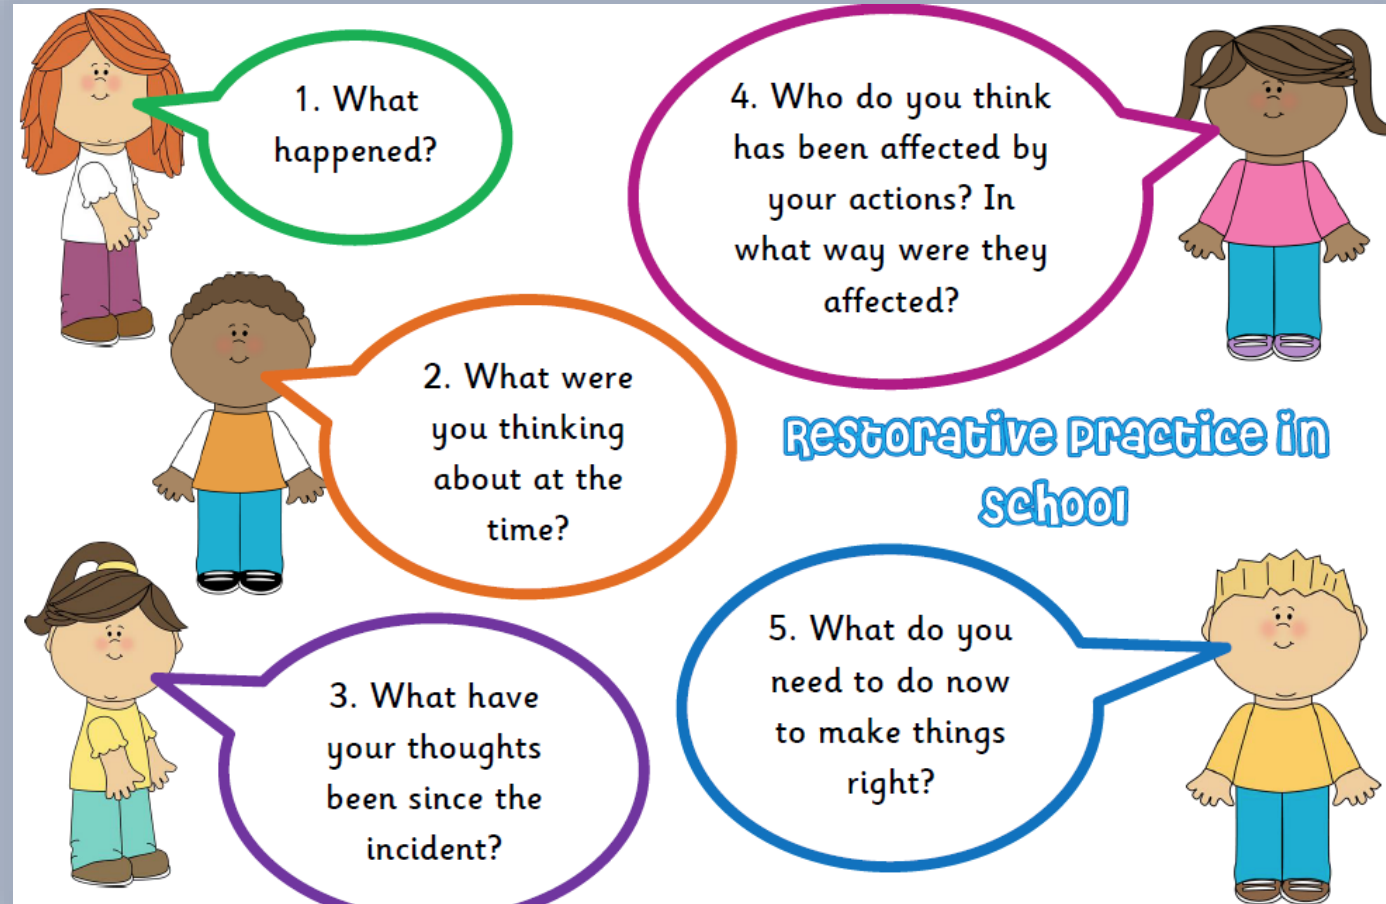 1. What
happened?
2. What were
you thinking
about at the
time?
3. What have
your thoughts
been since the
incident?
4. Who do you think
has been affected by
your actions? In
what way were they
affected?
Restorative Practice in
School
5. What do you
need to do now
to make things
right?